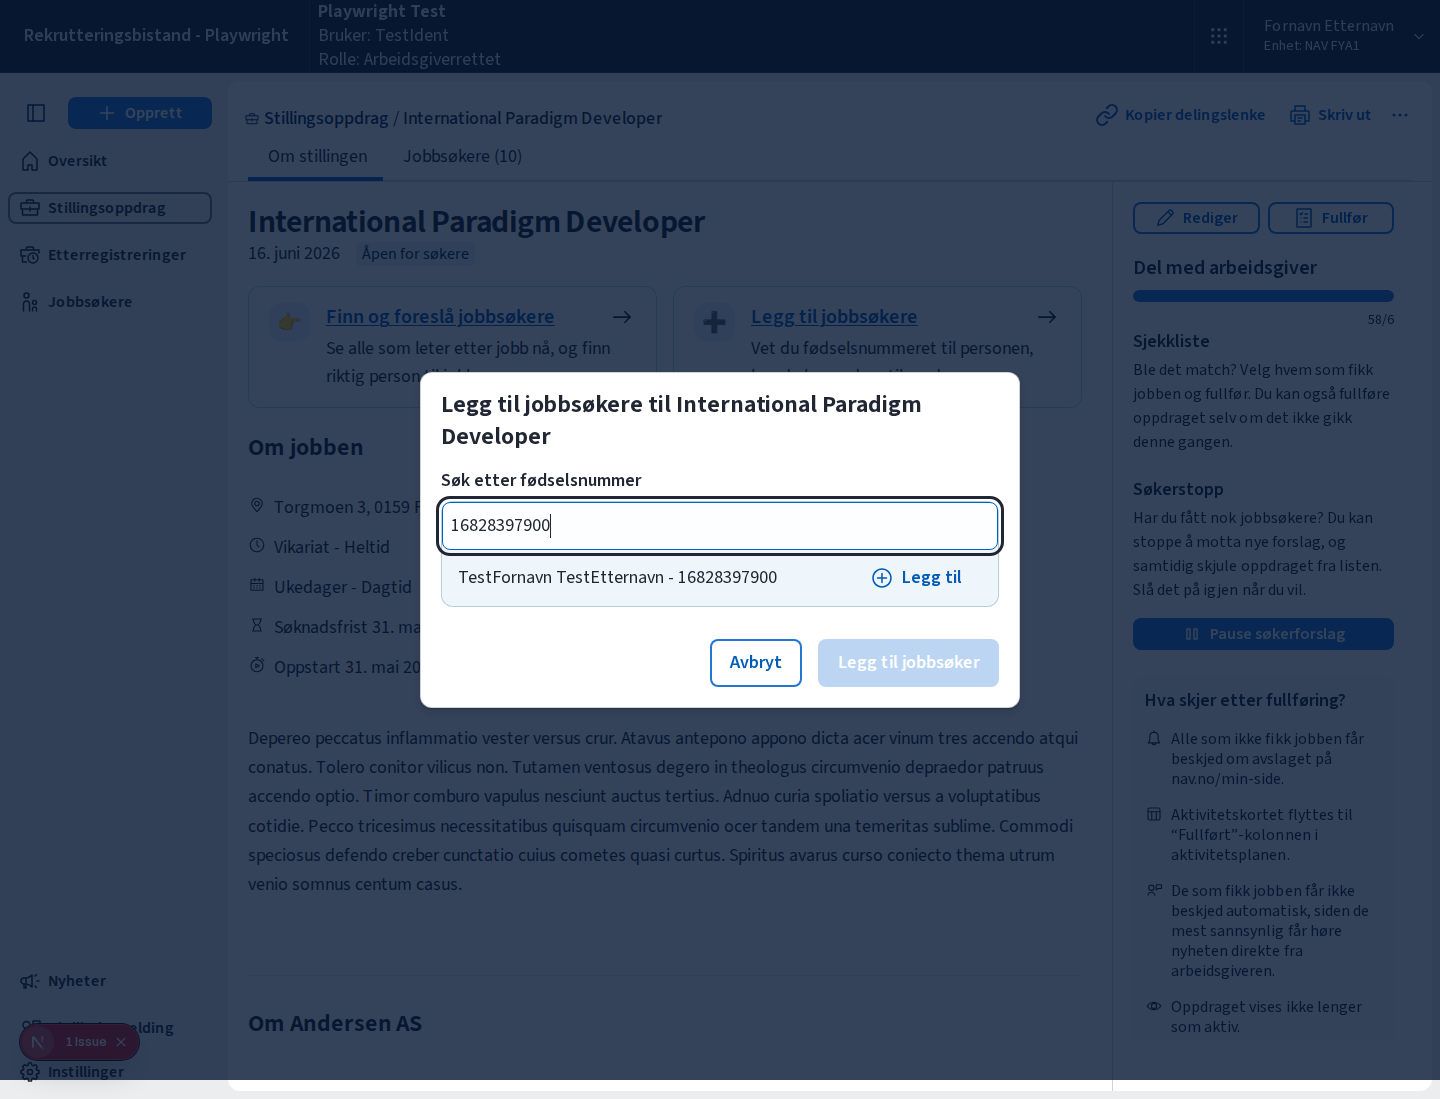 Rekrutteringsbistand - Playwright
Playwright Test
Bruker: TestIdent
Rolle: Arbeidsgiverrettet
Fornavn Etternavn
Enhet: NAV FYA1
Opprett
Oversikt
Stillingsoppdrag
Etterregistreringer
Jobbsøkere
Stillingsoppdrag / International Paradigm Developer
Kopier delingslenke
Skriv ut
Om stillingen
Jobbsøkere (10)
International Paradigm Developer
16. juni 2026
Åpen for søkere
Finn og foreslå jobbsøkere
Se alle som leter etter jobb nå, og finn
riktig person
Legg til jobbsøkere
Vet du fødselsnummeret til personen,
Om jobben
Torgmoen 3, 0159
Vikariat - Heltid
Ukedager - Dagtid
Søknadsfrist 31.
Oppstart 31. mai
Legg til jobbsøkere til International Paradigm
Developer
Søk etter fødselsnummer
16828397900
TestFornavn TestEtternavn - 16828397900
Legg til
Avbryt
Legg til jobbsøker
Depereo peccatus inflammatio vester versus crur. Atavus antepono appono dicta acer vinum tres accendo atqui
conatus. Tolero conitor vilicus non. Tutamen ventosus degero in theologus circumvenio depraedor patruus
accendo optio. Timor comburo vapulus nesciunt auctus tertius. Adnuo curia spoliatio versus a voluptatibus
cotidie. Pecco tricesimus necessitatibus quisquam circumvenio ocer tandem una temeritas sublime. Commodi
speciosus defendo creber cunctatio cuius cometes quasi curtus. Spiritus avarus curso coniecto thema utrum
venio somnus centum casus.
Om Andersen AS
Rediger
Fullfør
Del med arbeidsgiver
58/6
Sjekkliste
Ble det match? Velg hvem som fikk
jobben og fullfør. Du kan også fullføre
oppdraget selv om det ikke gikk
denne gangen.
Søkerstopp
Har du fått nok jobbsøkere? Du kan
stoppe å motta nye forslag, og
samtidig skjule oppdraget fra listen.
Slå det på igjen når du vil.
Pause søkerforslag
Hva skjer etter fullføring?
Alle som ikke fikk jobben får
beskjed om avslaget på
nav.no/min-side.
Aktivitetskortet flyttes til
“Fullført”-kolonnen i
aktivitetsplanen.
De som fikk jobben får ikke
beskjed automatisk, siden de
mest sannsynlig får høre
nyheten direkte fra
arbeidsgiveren.
Oppdraget vises ikke lenger
som aktiv.
Nyheter
1 Issue
Instillinger